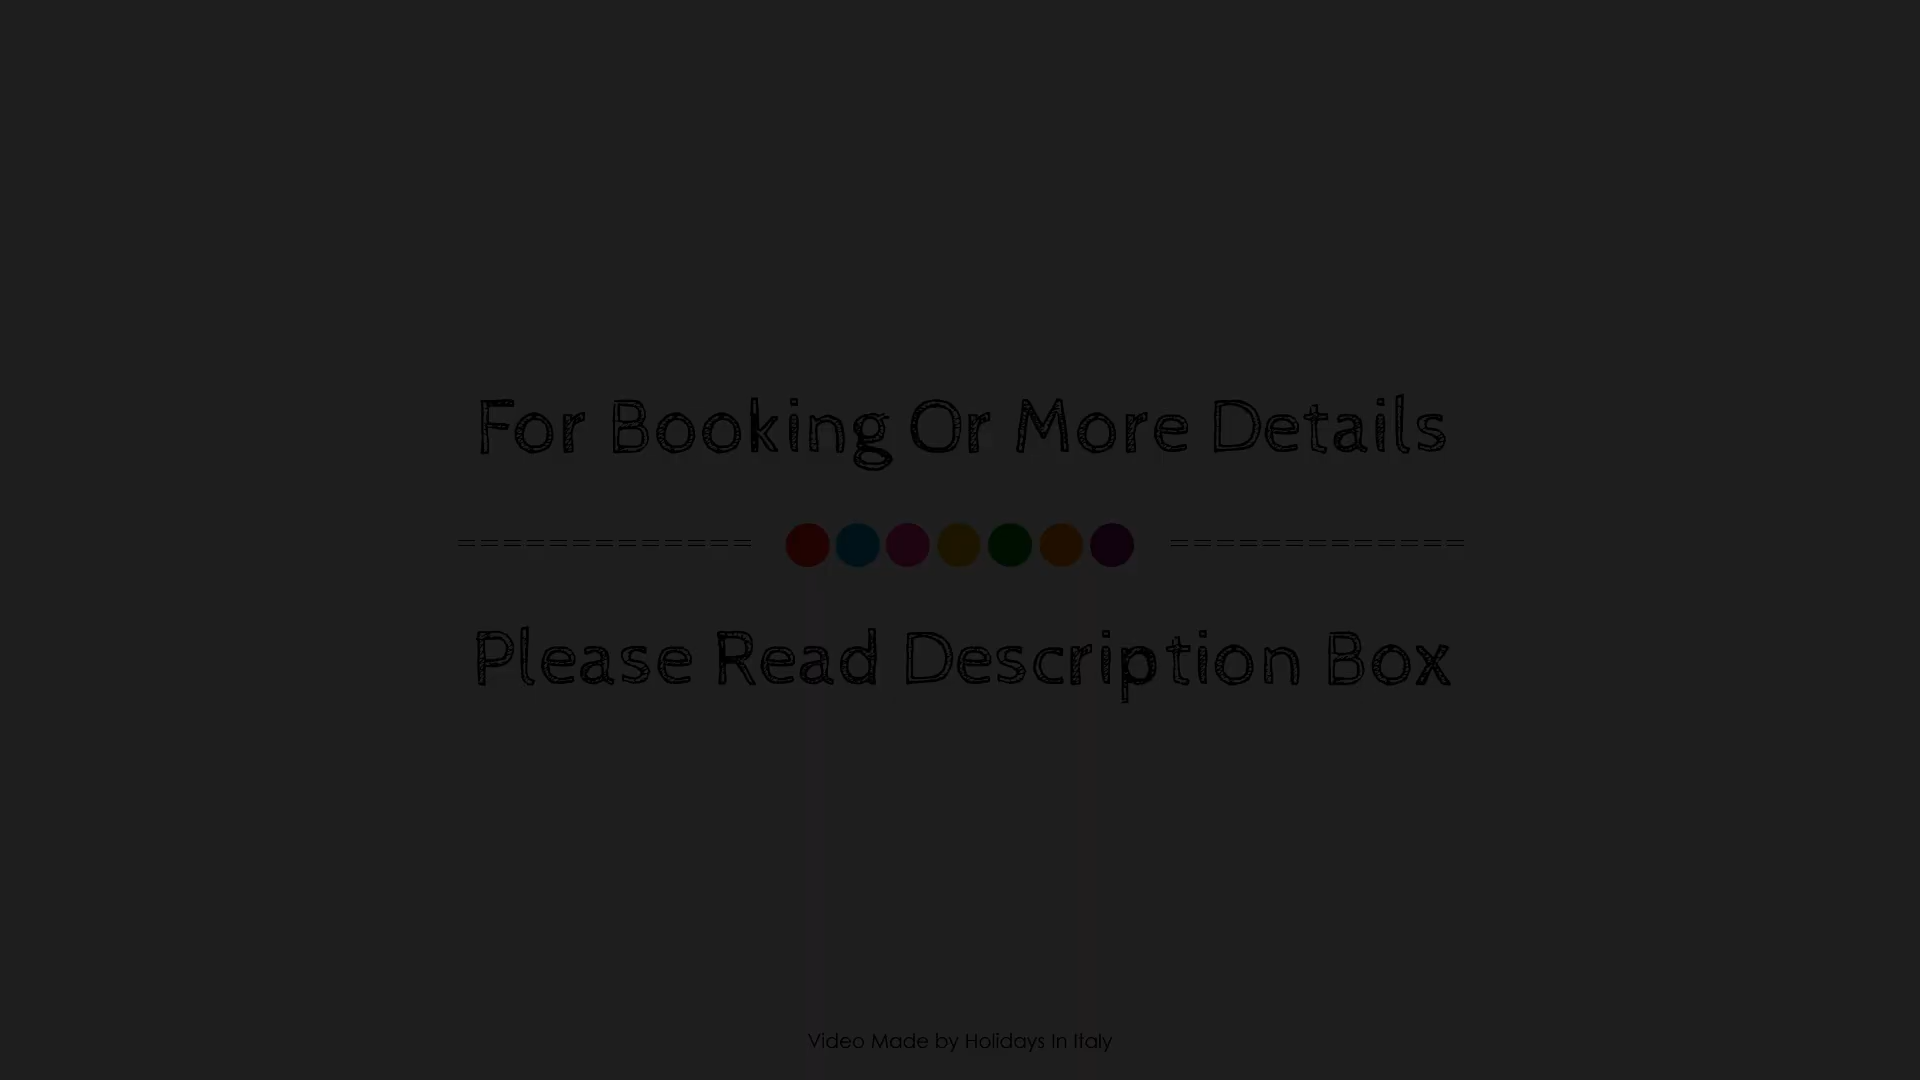 For Booking Or More Details
============= =============
Please Read Description Box
Video Made by Holidays In Italy